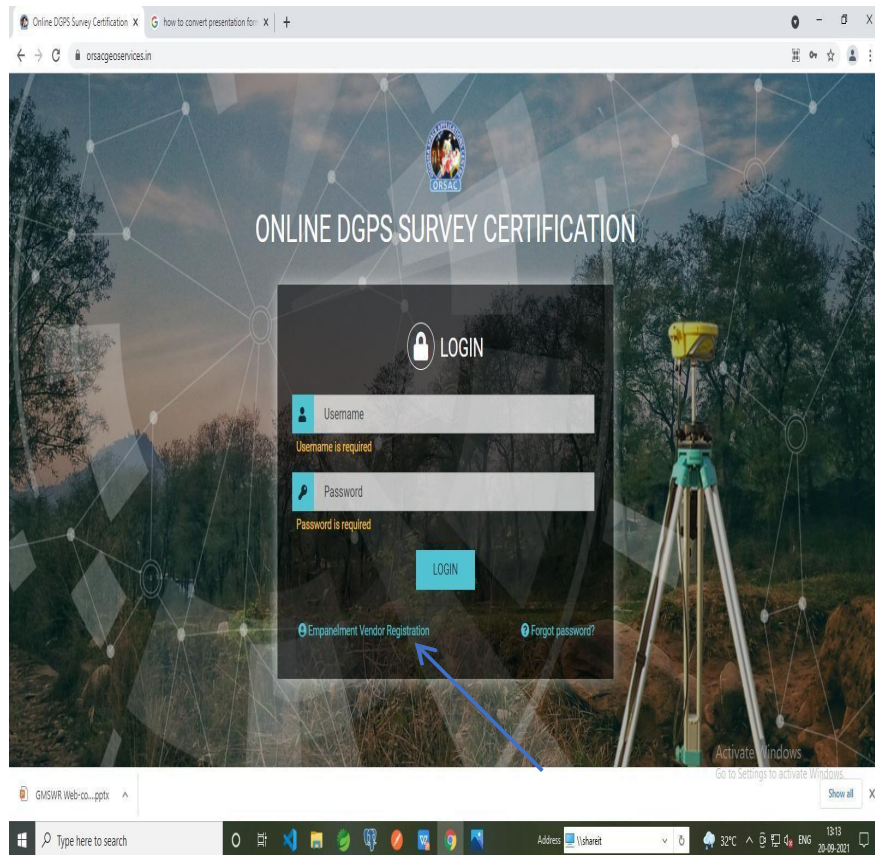 Online DGPS Survey Certification
how to convert presentation form
orsacgeoservices.in
ORSAC
ONLINE DGPS SURVEY CERTIFICATION
LOGIN
Username
Username is required
Password
Password is required
LOGIN
Empanelment Vendor Registration
Forgot password?
Activate Windows
Go to Settings to activate Windows.
GMSWR Web-co....pptx
Show all
Type here to search
Address
\\shareit
32°C
ENG
13:13
20-09-2021